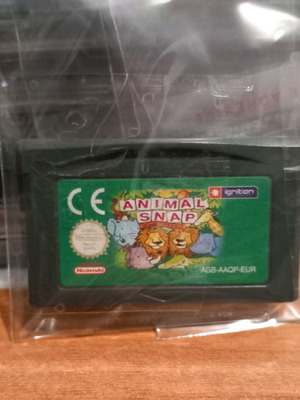 CE
ignition
ANIMAL
SNAP
Nintendo
AGB-AAQP-EUR